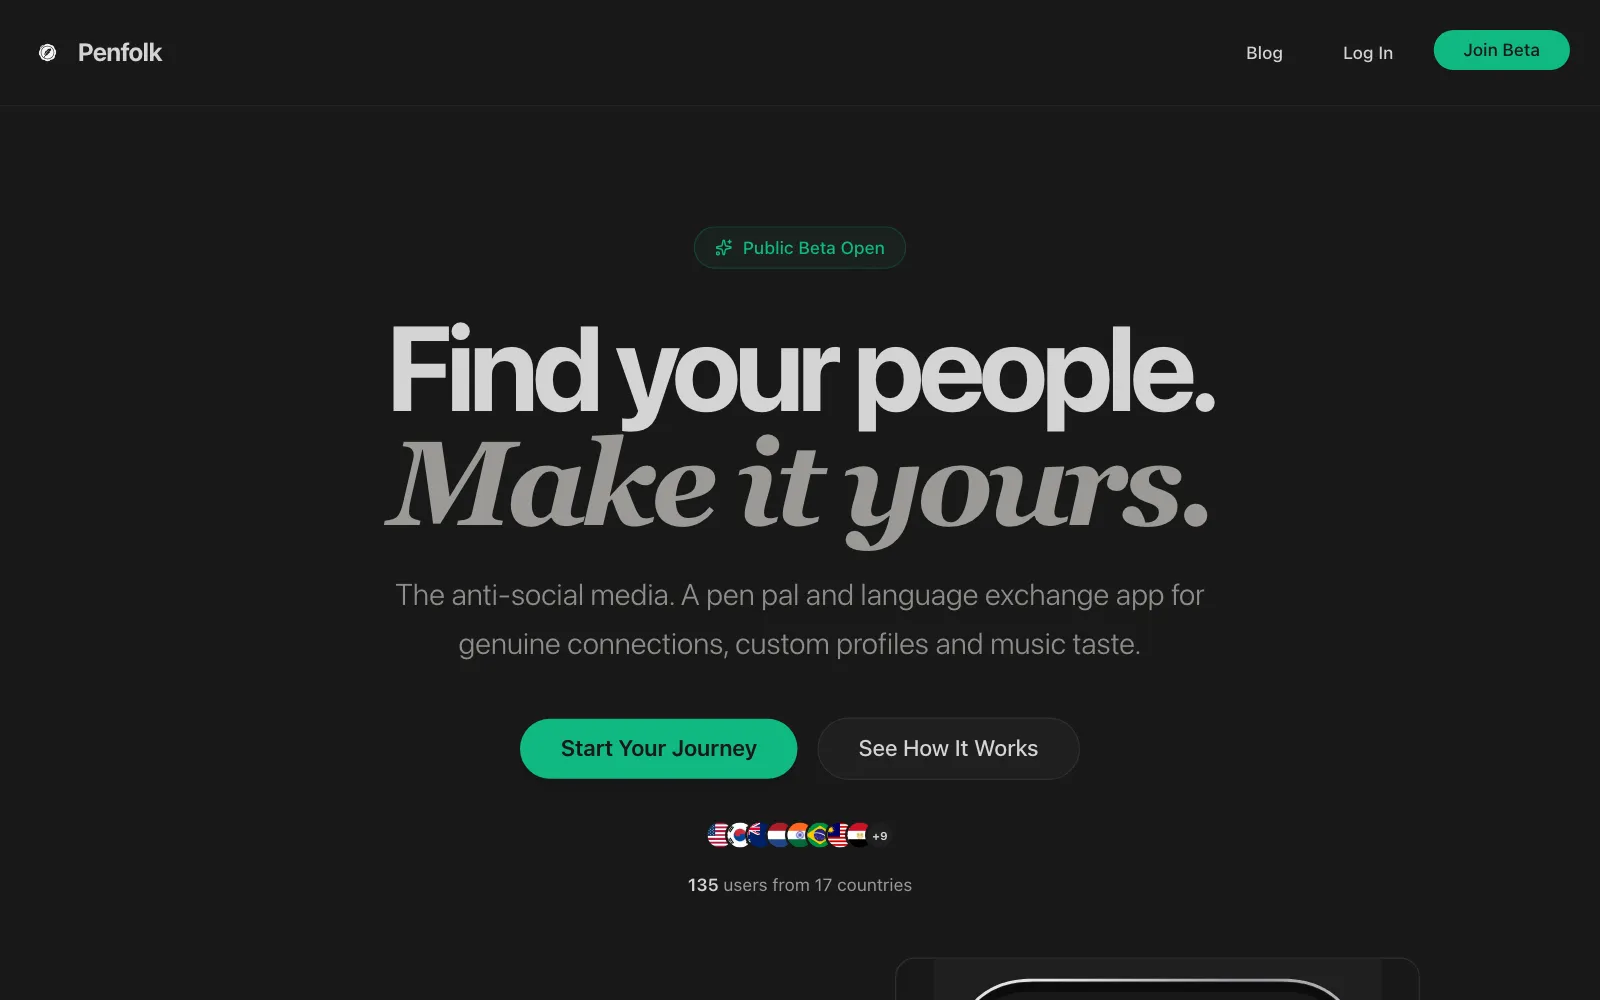 Penfolk
Blog
Log In
Join Beta
Public Beta Open
Find your people.
Make it yours.
The anti-social media. A pen pal and language exchange app for
genuine connections, custom profiles and music taste.
Start Your Journey
See How It Works
+9
135 users from 17 countries